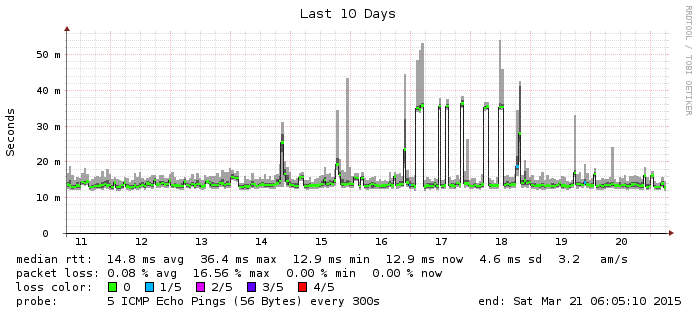 Last 10 Days
RRDTOOL / TOBI OETIKER
Seconds
50 m
40 m
30 m
20 m
10 m
0
11 12 13 14 15 16 17 18 19 20
median rtt: 14.8 ms avg 36.4 ms max 12.9 ms min 12.9 ms now 4.6 ms sd 3.2 am/s
packet loss: 0.08 % avg 16.56 % max 0.00 % min 0.00 % now
loss color: 0 1/5 2/5 3/5 4/5
probe: 5 ICMP Echo Pings (56 Bytes) every 300s end: Sat Mar 21 06:05:10 2015